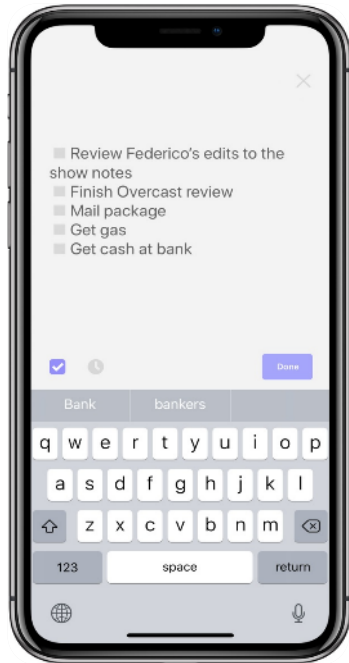 Review Federico's edits to the
show notes
Finish Overcast review
Mail package
Get gas
Get cash at bank
Done
Bank bankers
q w e r t y u i o p
a s d f g h j k l
z x c v b n m
123 space return